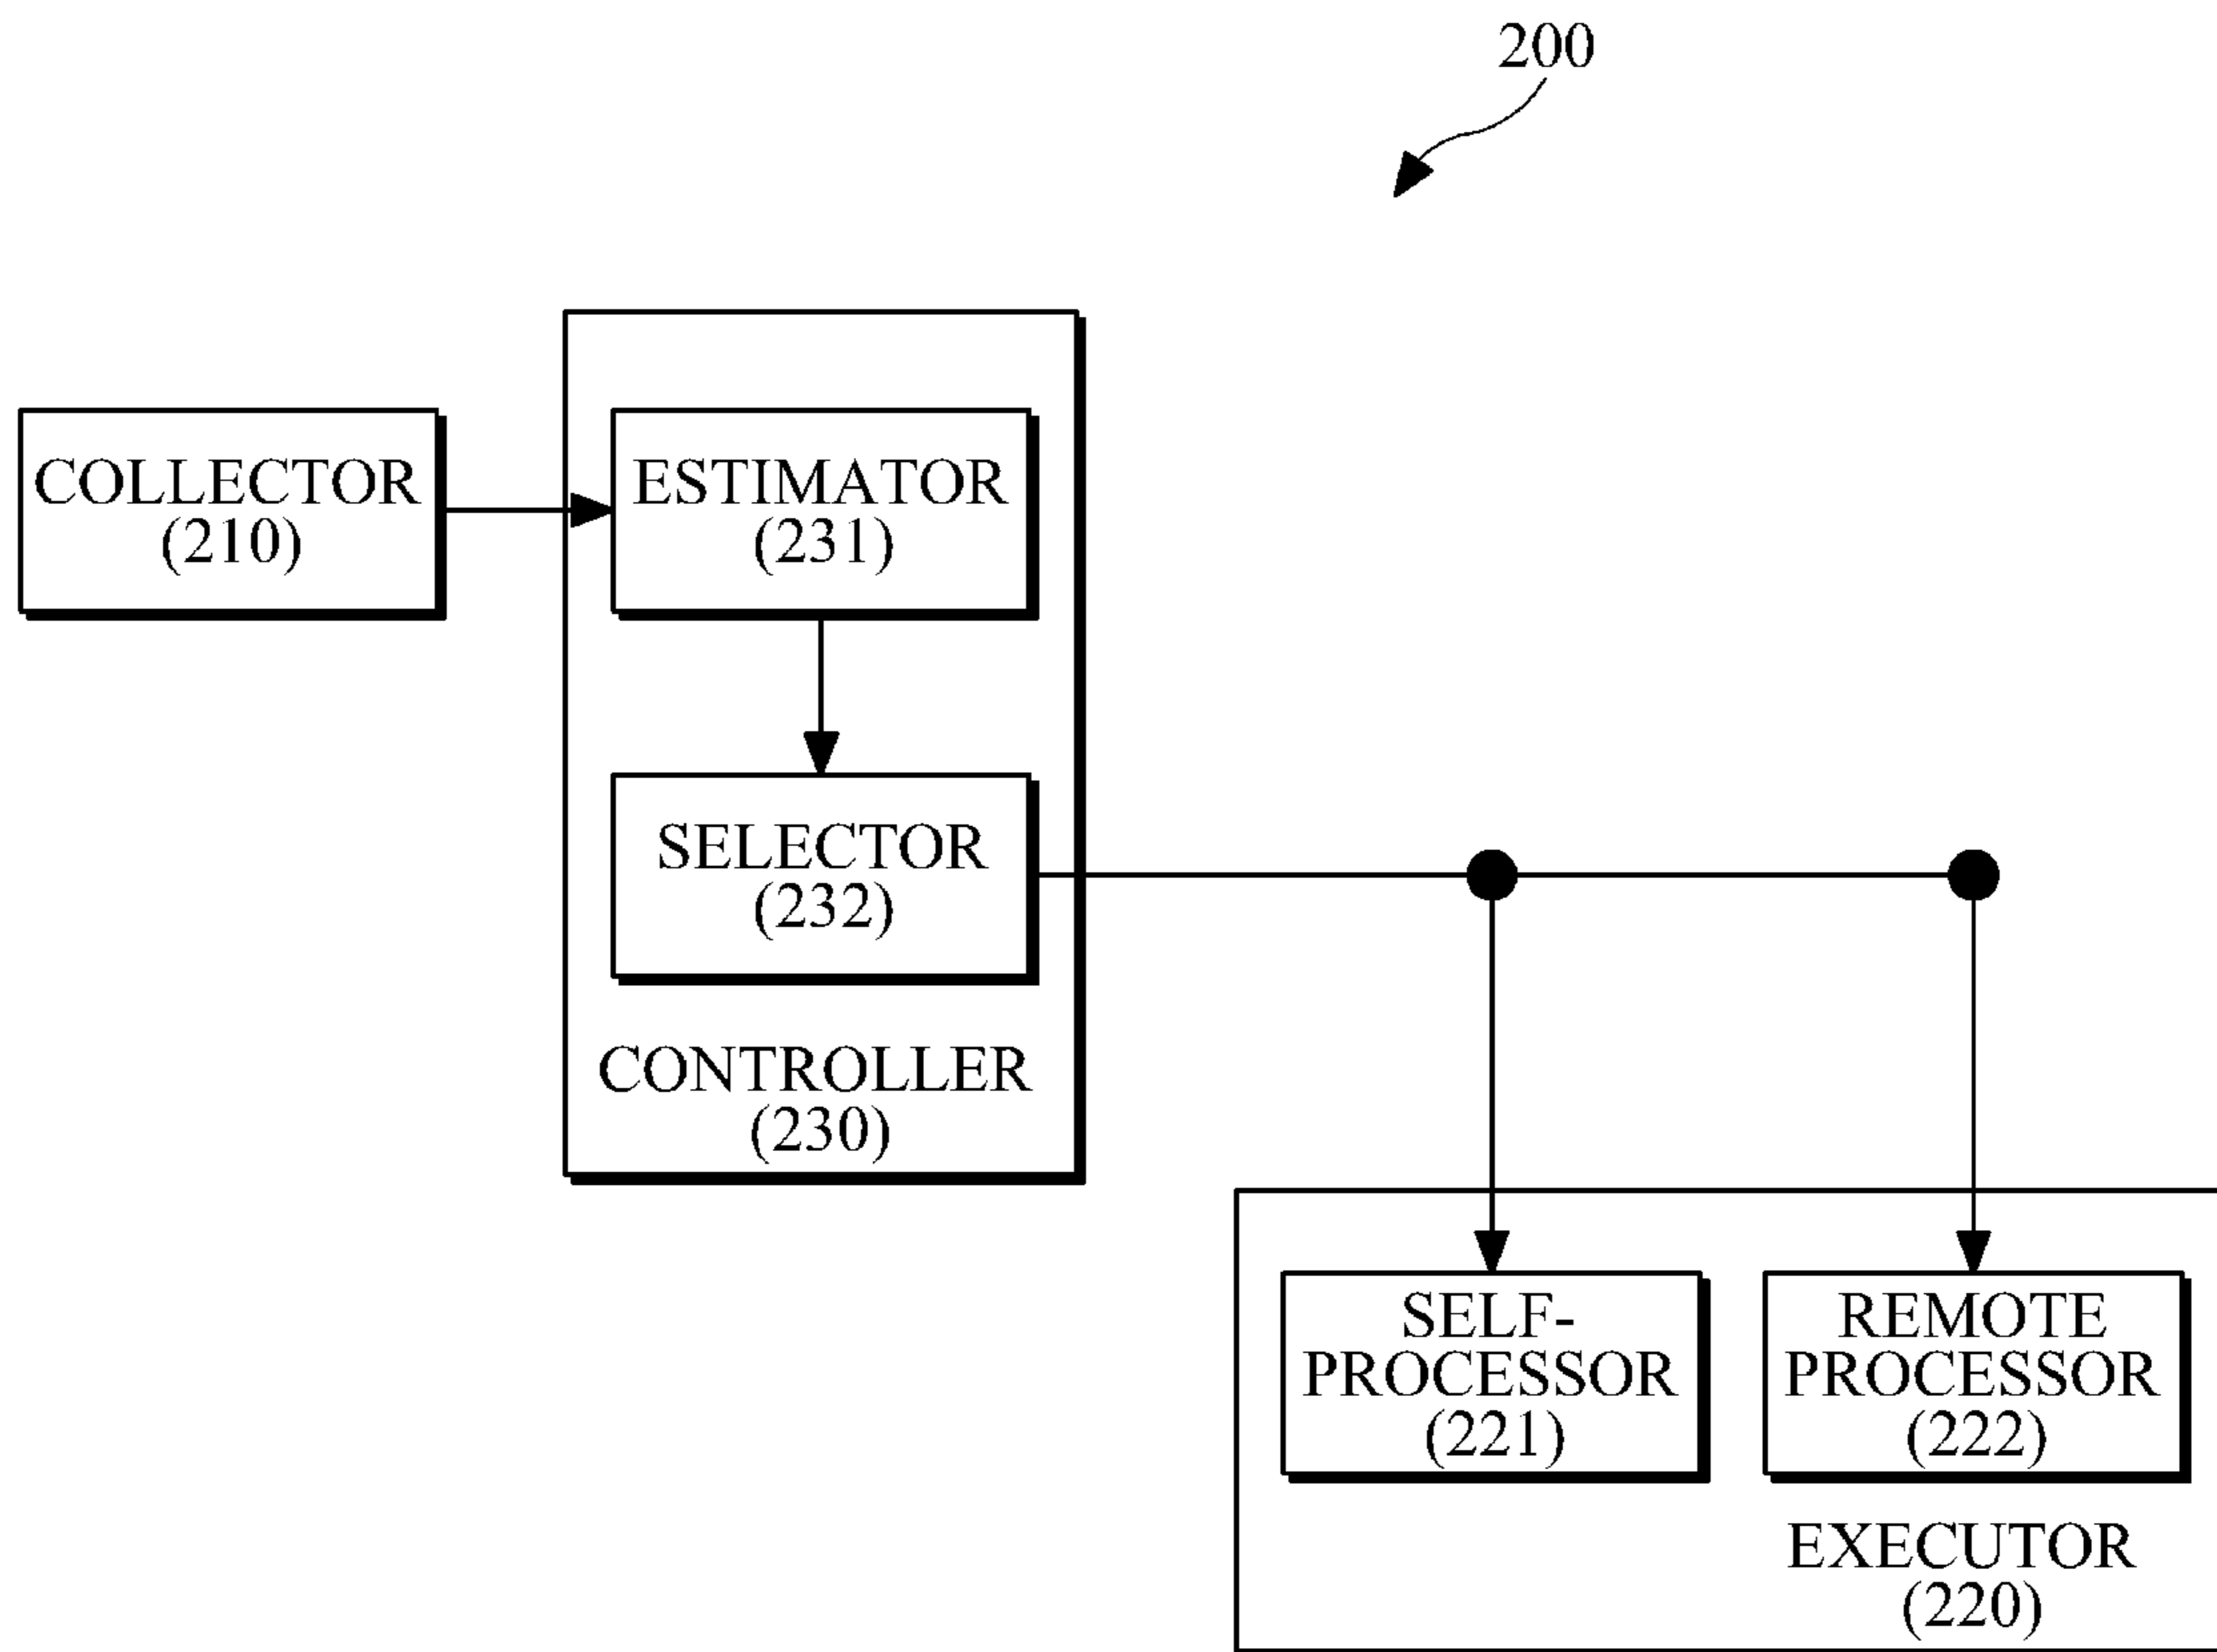 200
COLLECTOR
(210)
ESTIMATOR
(231)
SELECTOR
(232)
CONTROLLER
(230)
SELF-
PROCESSOR
(221)
REMOTE
PROCESSOR
(222)
EXECUTOR
(220)